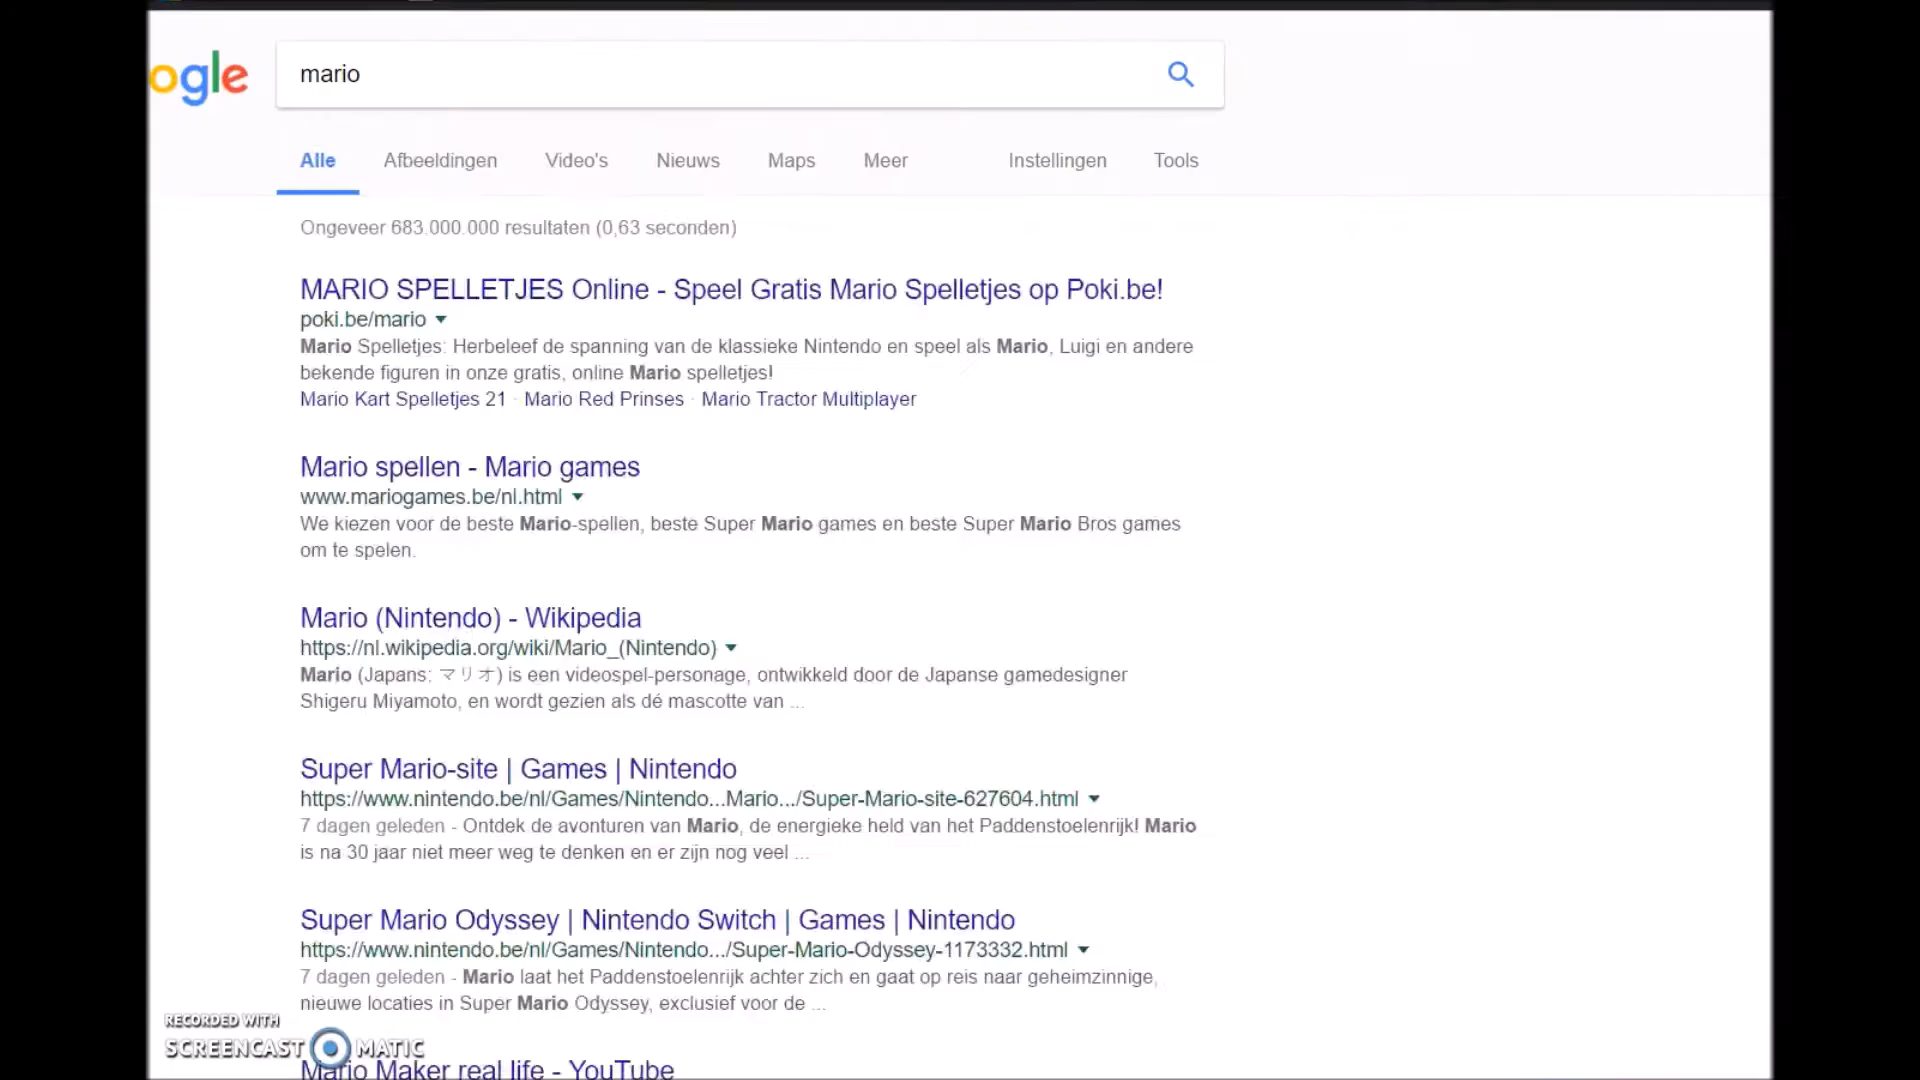 ogle
mario
Alle Afbeeldingen Video's Nieuws Maps Meer Instellingen Tools
Ongeveer 683.000.000 resultaten (0,63 seconden)
MARIO SPELLETJES Online - Speel Gratis Mario Spelletjes op Poki.be!
poki.be/mario
Mario Spelletjes: Herbeleef de spanning van de klassieke Nintendo en speel als Mario, Luigi en andere
bekende figuren in onze gratis, online Mario spelletjes!
Mario Kart Spelletjes 21 · Mario Red Prinses · Mario Tractor Multiplayer
Mario spellen - Mario games
www.mariogames.be/nl.html
We kiezen voor de beste Mario-spellen, beste Super Mario games en beste Super Mario Bros games
om te spelen.
Mario (Nintendo) - Wikipedia
https://nl.wikipedia.org/wiki/Mario_(Nintendo)
Mario (Japans: マリオ) is een videospel-personage, ontwikkeld door de Japanse gamedesigner
Shigeru Miyamoto, en wordt gezien als dé mascotte van ...
Super Mario-site | Games | Nintendo
https://www.nintendo.be/nl/Games/Nintendo...Mario.../Super-Mario-site-627604.html
7 dagen geleden - Ontdek de avonturen van Mario, de energieke held van het Paddenstoelenrijk! Mario
is na 30 jaar niet meer weg te denken en er zijn nog veel ...
Super Mario Odyssey | Nintendo Switch | Games | Nintendo
https://www.nintendo.be/nl/Games/Nintendo.../Super-Mario-Odyssey-1173332.html
7 dagen geleden - Mario laat het Paddenstoelenrijk achter zich en gaat op reis naar geheimzinnige,
nieuwe locaties in Super Mario Odyssey, exclusief voor de ...
RECORDED WITH
SCREENCAST MATIC
Mario Maker real life - YouTube